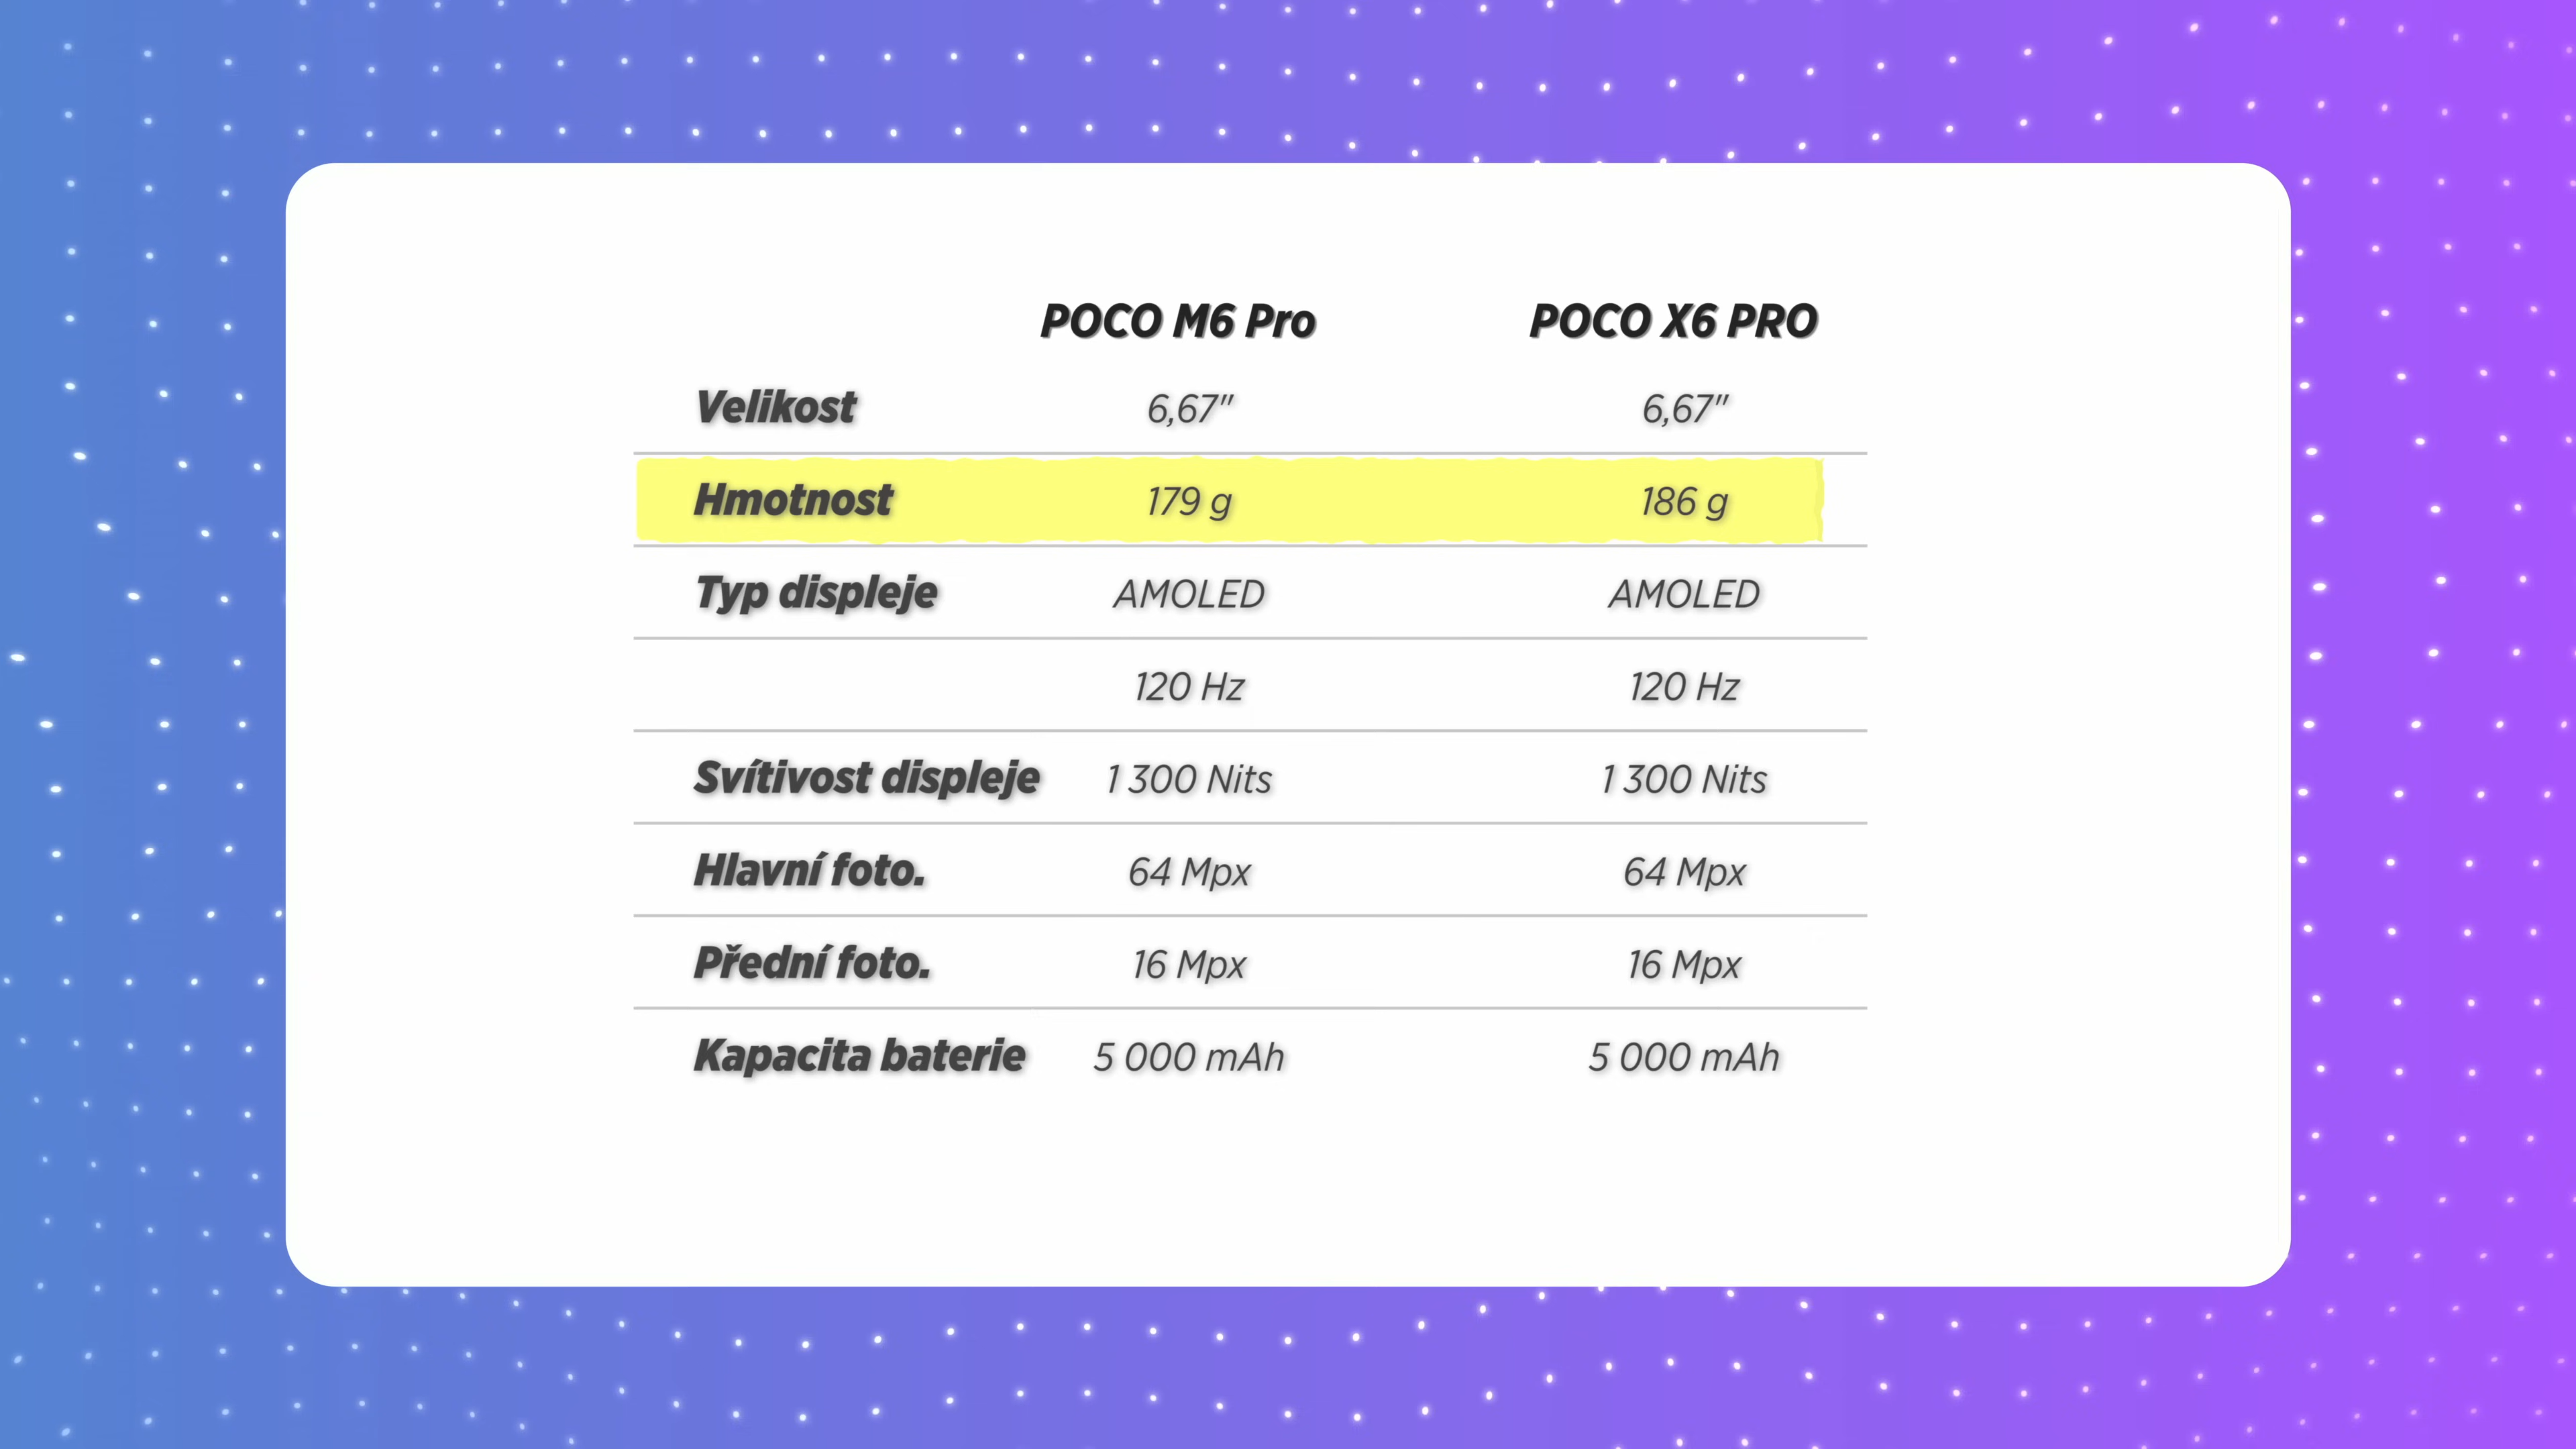 POCO M6 Pro POCO X6 PRO
Velikost 6,67" 6,67"
Hmotnost 179 g 186 g
Typ displeje AMOLED AMOLED
120 Hz 120 Hz
Svítivost displeje 1 300 Nits 1 300 Nits
Hlavní foto. 64 Mpx 64 Mpx
Přední foto. 16 Mpx 16 Mpx
Kapacita baterie 5 000 mAh 5 000 mAh